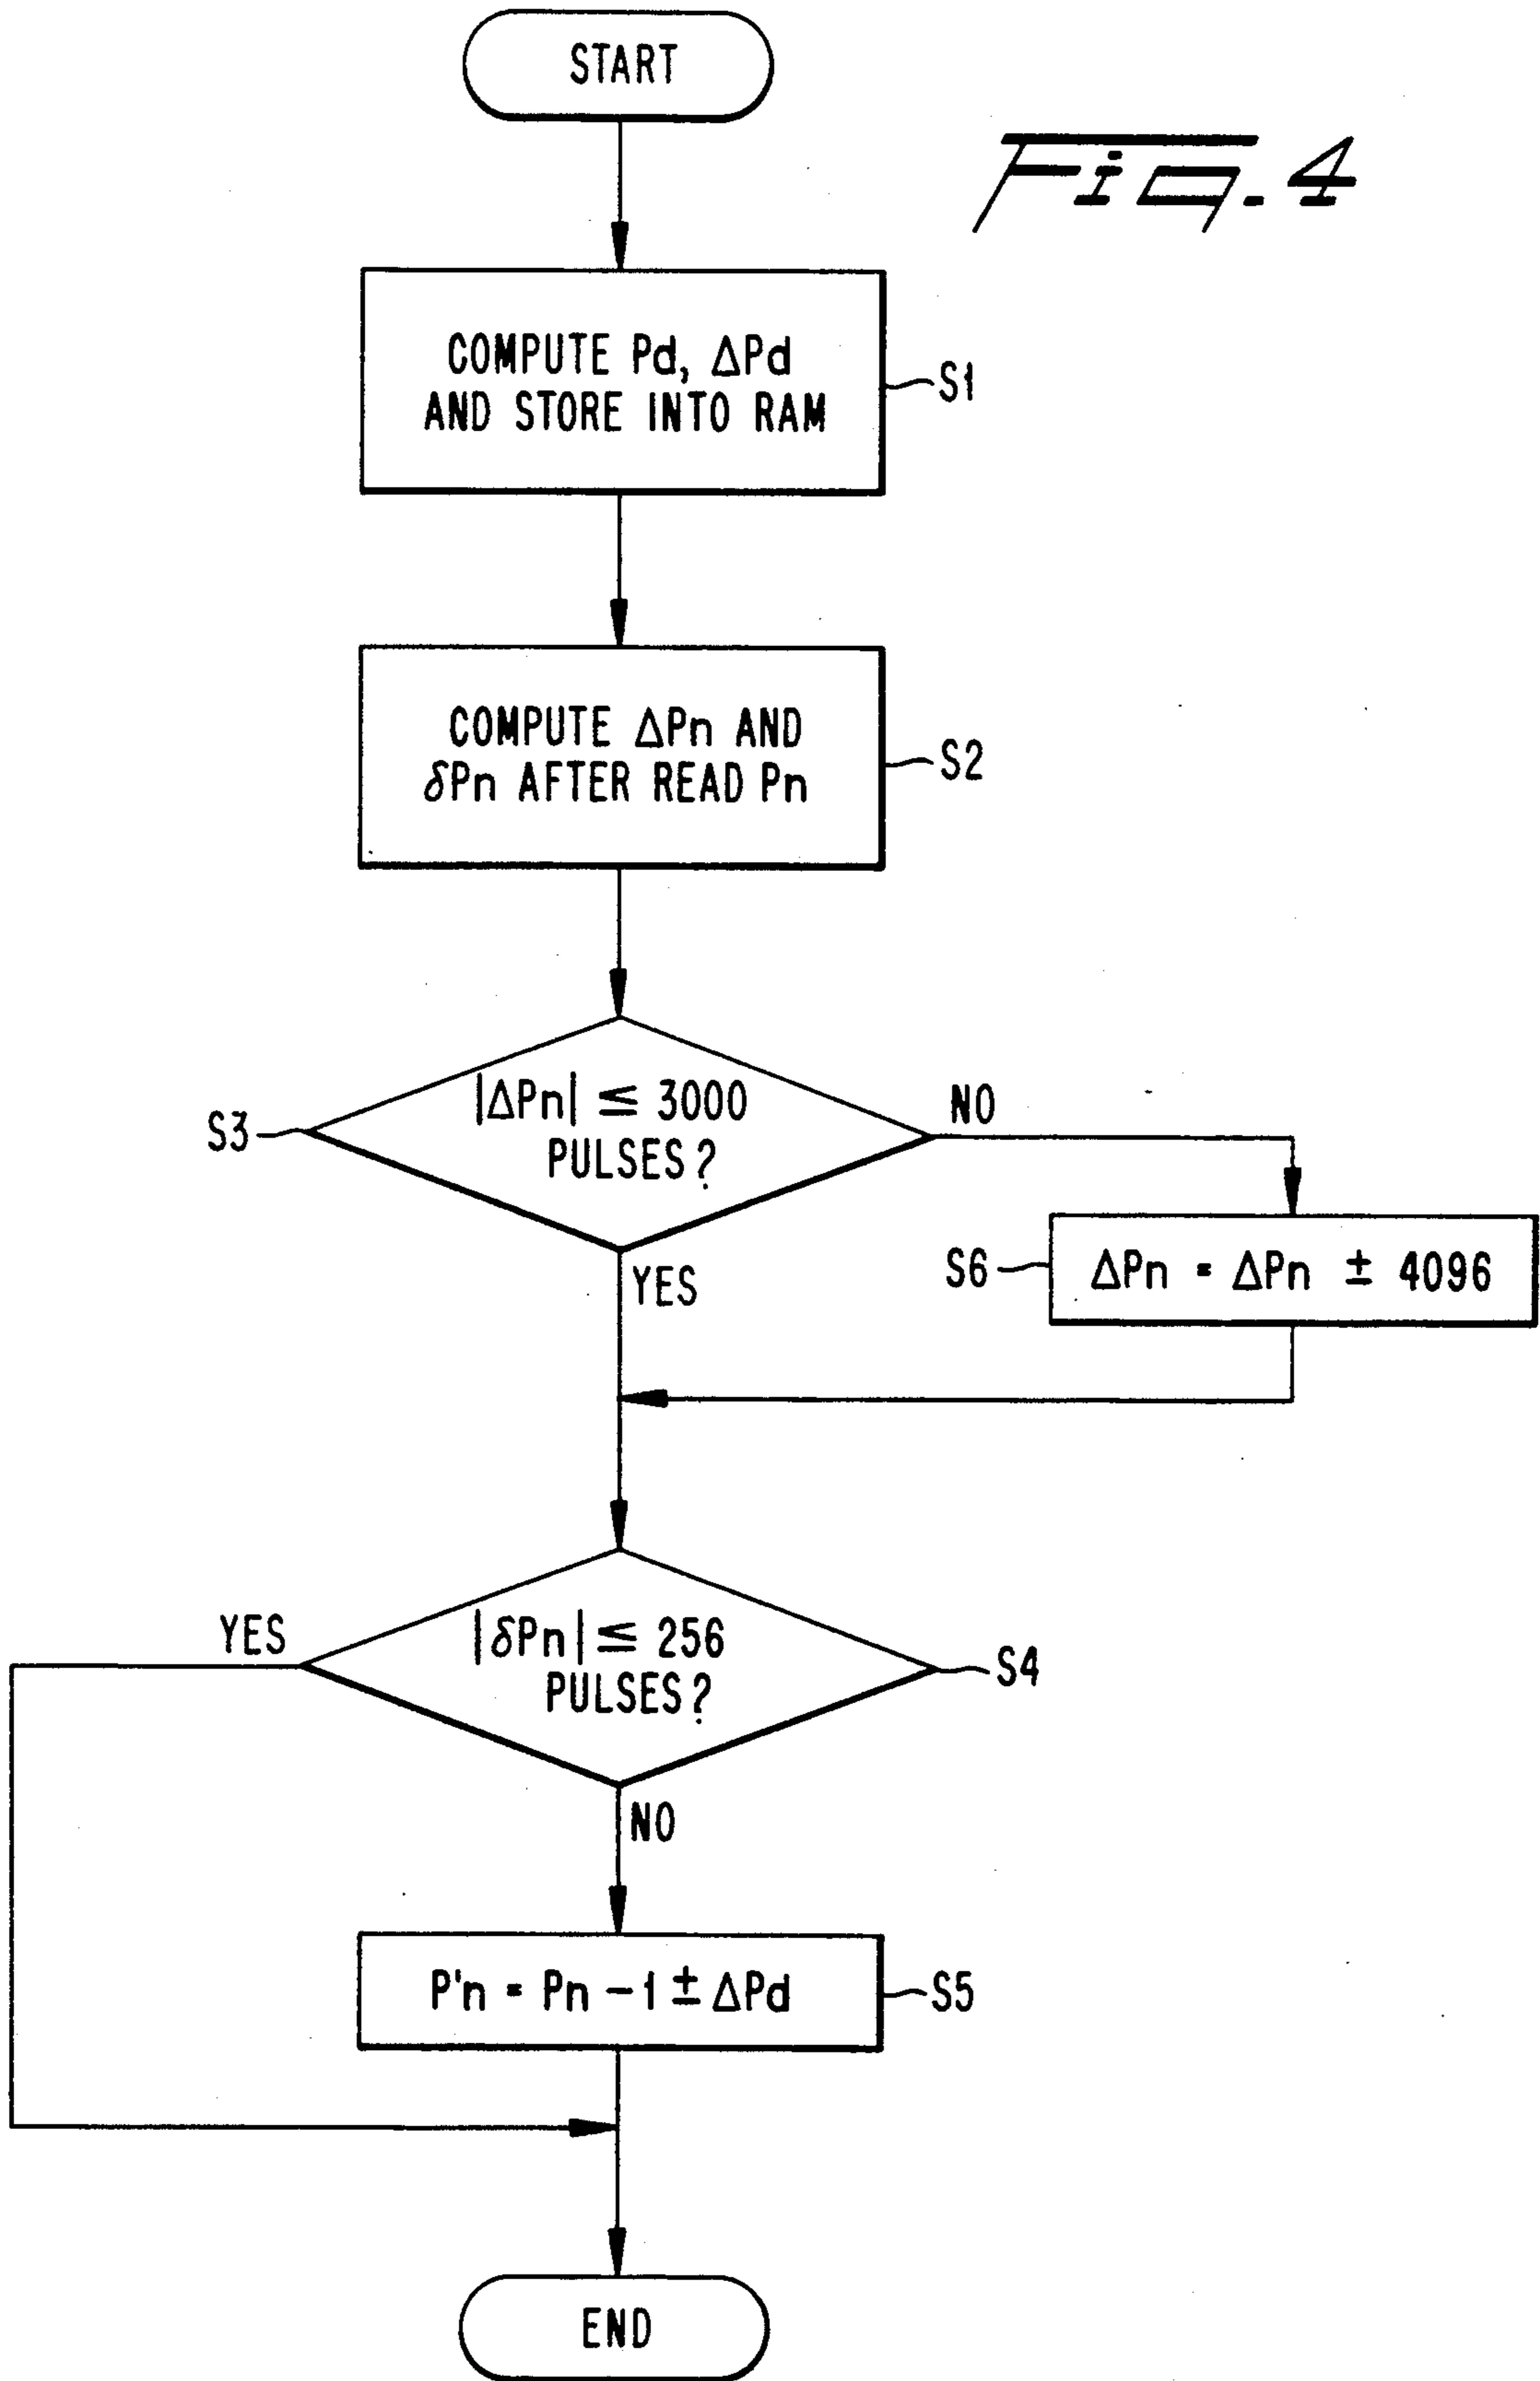 START
Fig. 4
COMPUTE Pd, ΔPd
AND STORE INTO RAM
S1
COMPUTE ΔPn AND
δPn AFTER READ Pn
S2
|ΔPn| ≦ 3000
PULSES?
S3
NO
YES
S6
ΔPn = ΔPn ± 4096
YES
|δPn| ≦ 256
PULSES?
S4
NO
P'n = Pn -1 ± ΔPd
S5
END